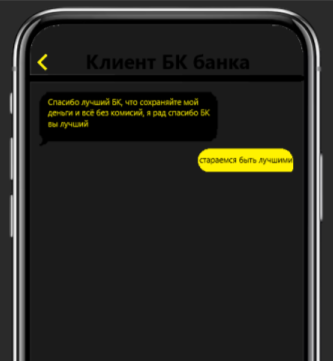 Клиент БК банка
Спасибо лучший БК, что сохраняйте мой
деньги и всё без комисий, я рад спасибо БК
вы лучший
стараемся быть лучшими